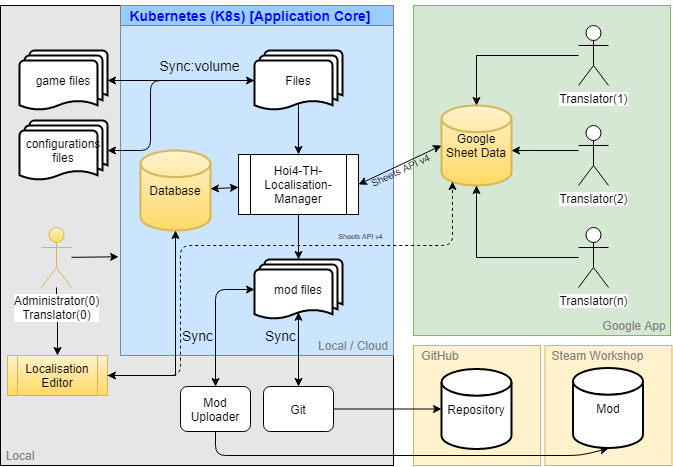 Kubernetes (K8s) [Application Core]
game files
Sync:volume
Files
configurations
files
Translator(1)
Google
Sheet Data
Hoi4-TH-
Localisation-
Manager
Sheets API v4
Database
Translator(2)
Sheets API v4
Administrator(0)
Translator(0)
mod files
Translator(n)
Google App
Sync
Sync
Local / Cloud
Localisation
Editor
GitHub
Steam Workshop
Mod
Uploader
Git
Repository
Mod
Local